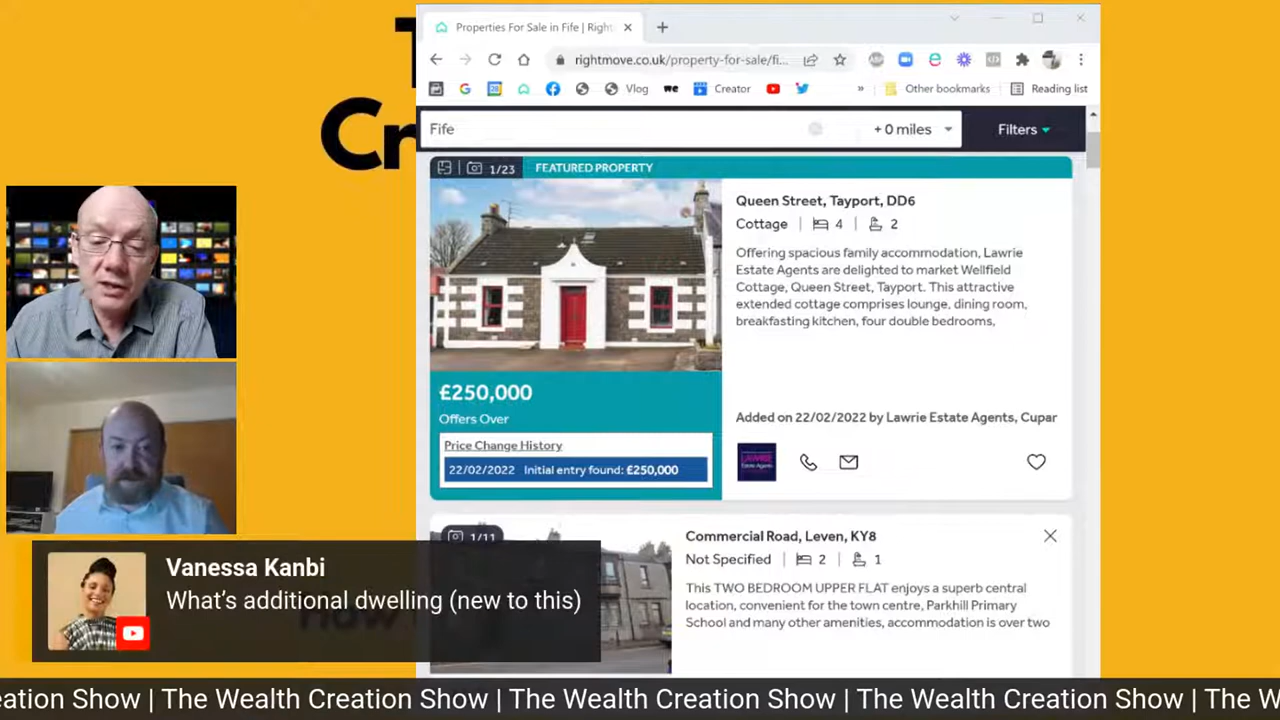 T
Cr
Properties For Sale in Fife | Right
rightmove.co.uk/property-for-sale/fi...
Vlog
we
Creator
»
Other bookmarks
Reading list
Fife
+ 0 miles
Filters
1/23
FEATURED PROPERTY
Queen Street, Tayport, DD6
Cottage | 4 | 2
Offering spacious family accommodation, Lawrie
Estate Agents are delighted to market Wellfield
Cottage, Queen Street, Tayport. This attractive
extended cottage comprises lounge, dining room,
breakfasting kitchen, four double bedrooms,
£250,000
Offers Over
Price Change History
22/02/2022 Initial entry found: £250,000
Added on 22/02/2022 by Lawrie Estate Agents, Cupar
LAWRIE
Estate Agents
1/11
Commercial Road, Leven, KY8
Not Specified | 2 | 1
This TWO BEDROOM UPPER FLAT enjoys a superb central
location, convenient for the town centre, Parkhill Primary
School and many other amenities, accommodation is over two
Vanessa Kanbi
What’s additional dwelling (new to this)
eation Show | The Wealth Creation Show | The Wealth Creation Show | The Wealth Creation Show | The W